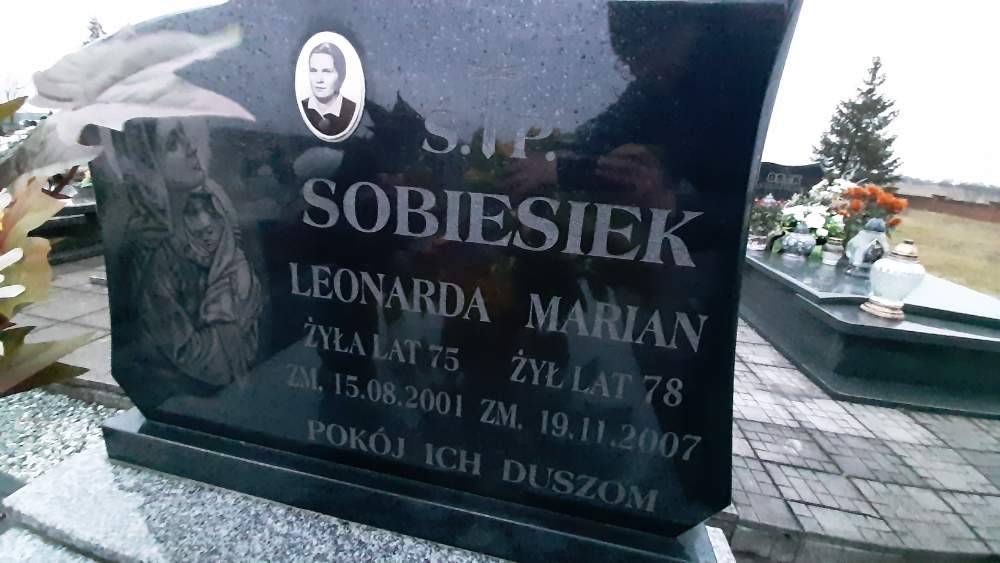 Ś. † P.
SOBIESIEK
LEONARDA MARIAN
ŻYŁA LAT 75 ŻYŁ LAT 78
ZM. 15.08.2001 ZM. 19.11.2007
POKÓJ ICH DUSZOM